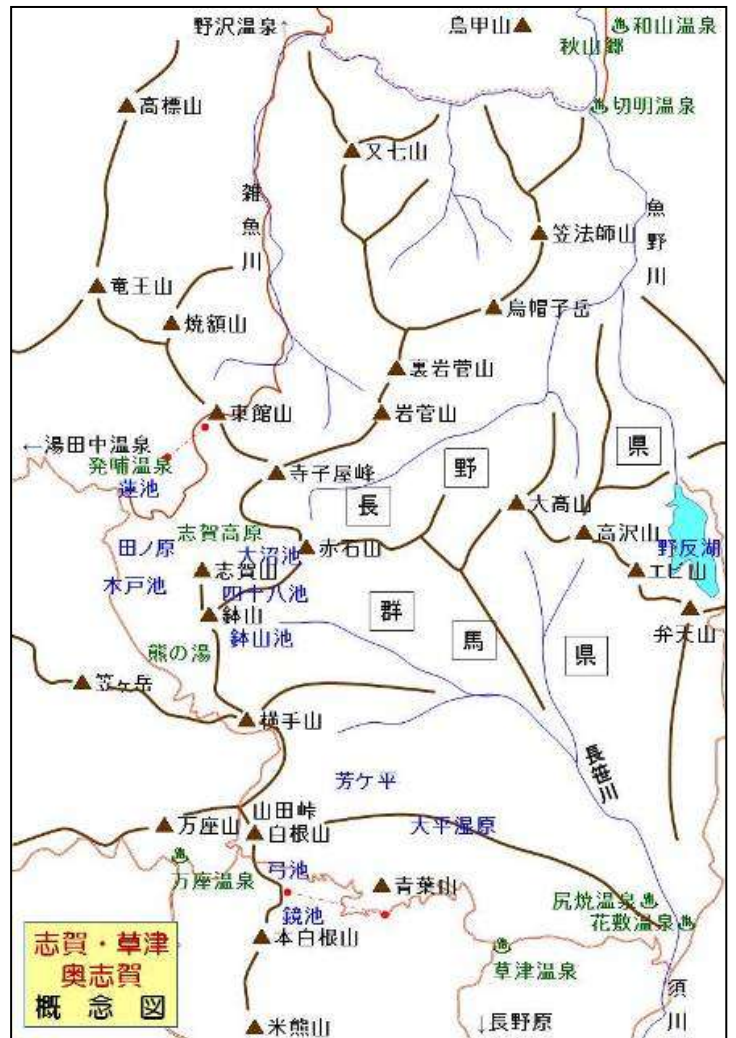 野沢温泉↑
鳥甲山
和山温泉
秋山郷
高標山
切明温泉
又七山
雑魚川
魚野川
笠法師山
竜王山
烏帽子岳
焼額山
裏岩菅山
東館山
岩菅山
←湯田中温泉
発哺温泉
蓮池
寺子屋峰
長野県
大高山
志賀高原
田ノ原
大沼池
赤石山
高沢山
野反湖
志賀山
エビ山
木戸池
四十八池
鉢山
鉢山池
群馬県
弁天山
熊の湯
笠ヶ岳
横手山
長笹川
芳ケ平
山田峠
万座山
白根山
大平湿原
万座温泉
弓池
青葉山
鏡池
尻焼温泉
花敷温泉
本白根山
草津温泉
須川
志賀・草津
奥志賀
概念図
米熊山
↓長野原